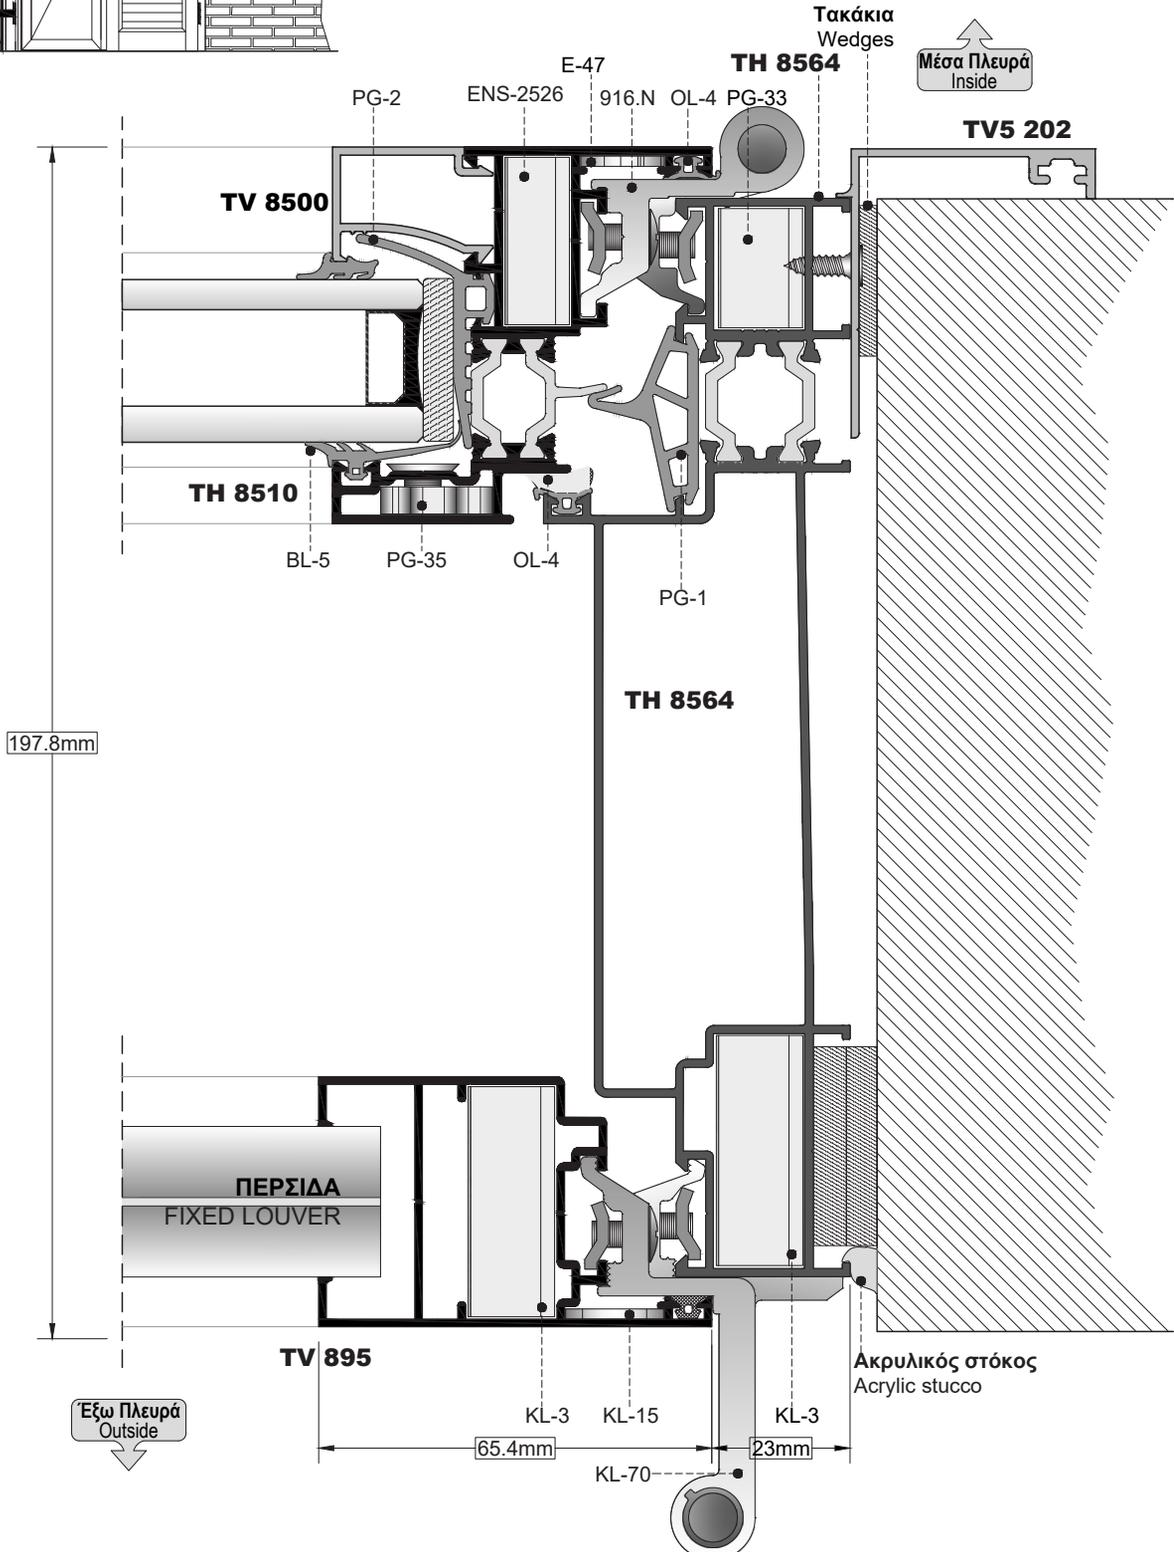 Τακάκια
Wedges
Μέσα Πλευρά
Inside
E-47
TH 8564
PG-2
ENS-2526
916.N
OL-4
PG-33
TV5 202
TV 8500
TH 8510
BL-5
PG-35
OL-4
PG-1
TH 8564
197.8mm
ΠΕΡΣΙΔΑ
FIXED LOUVER
TV 895
Ακρυλικός στόκος
Acrylic stucco
Έξω Πλευρά
Outside
KL-3
KL-15
KL-3
65.4mm
23mm
KL-70